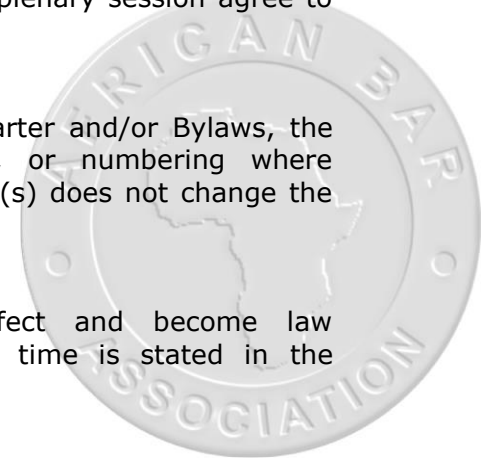 plenary session agree to
arter and/or Bylaws, the
or numbering where
(s) does not change the
fect and become law
time is stated in the
AFRICAN BAR
ASSOCIATION